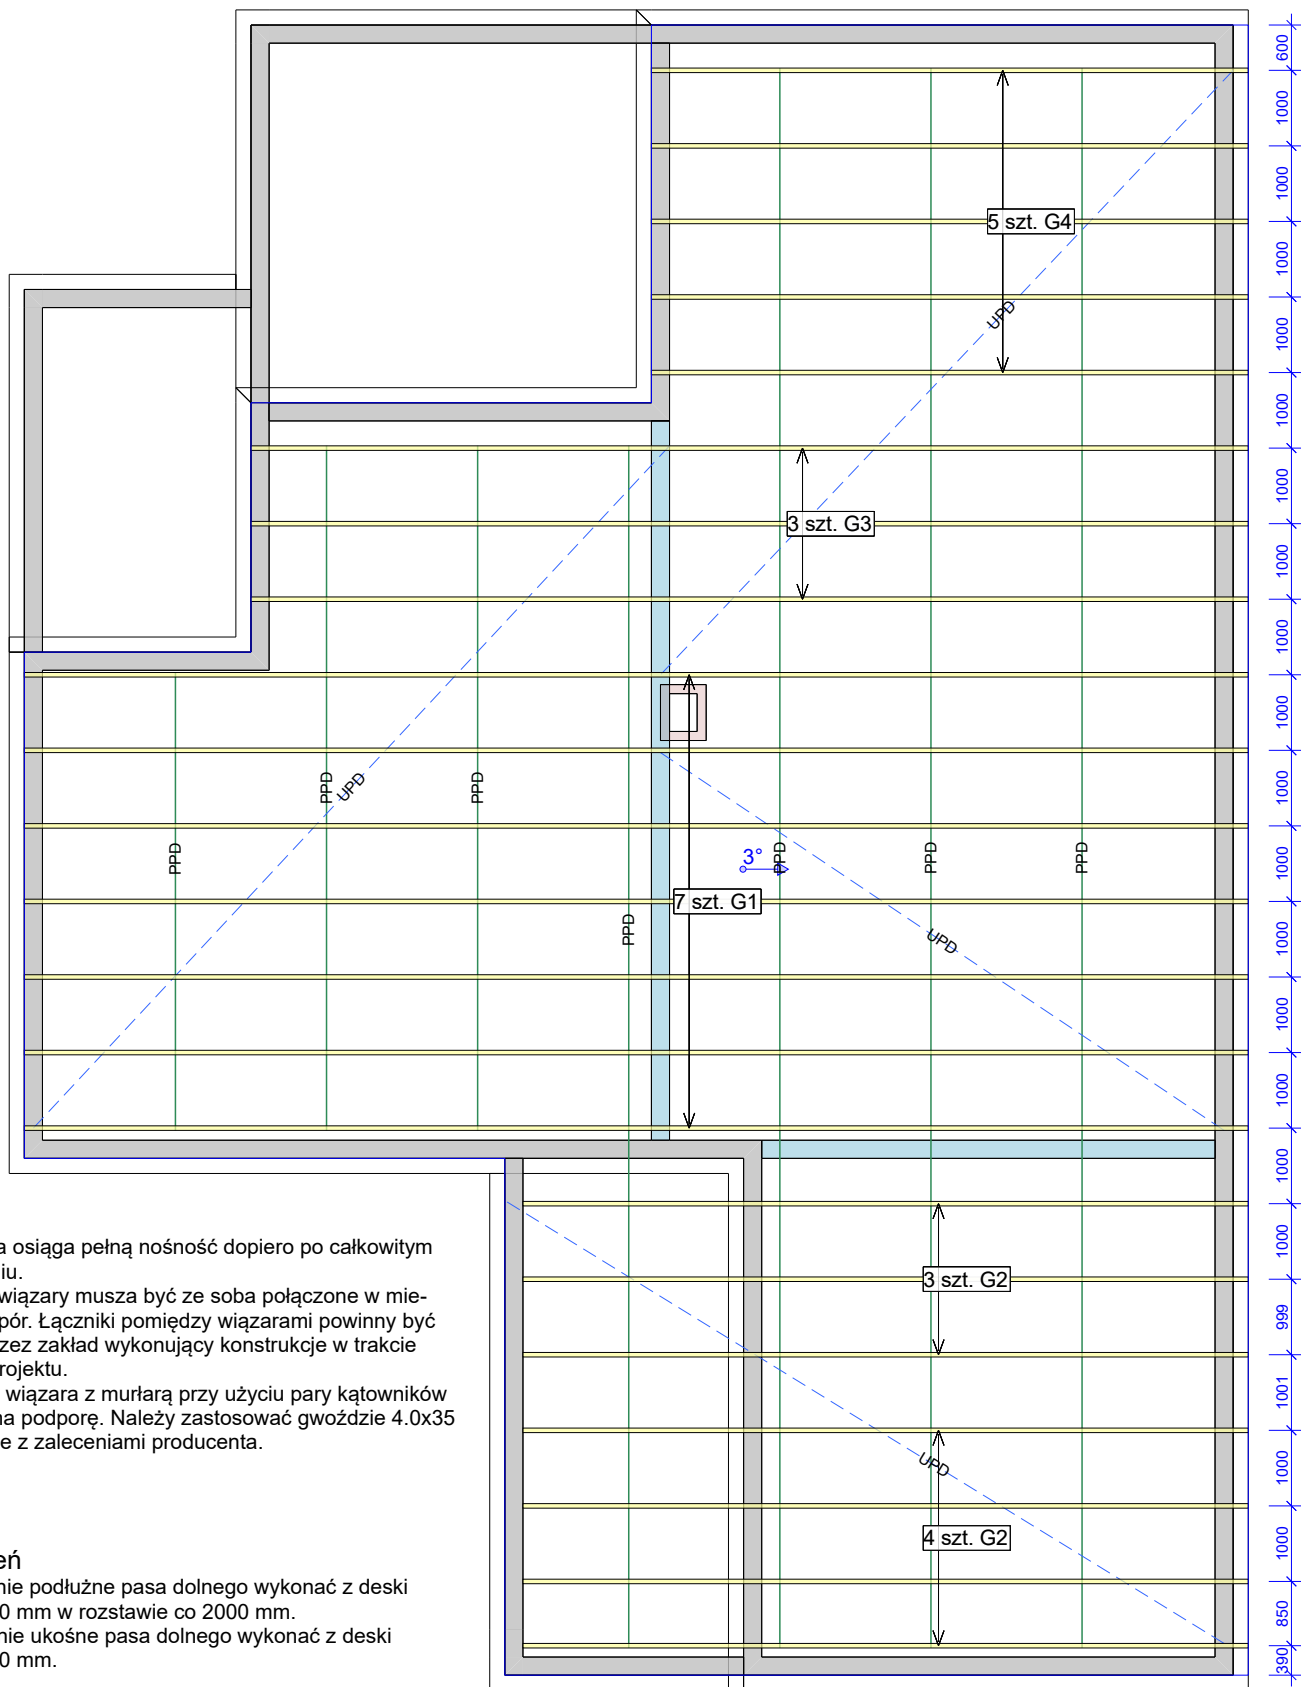 600
1000
1000
5 szt. G4
1000
UPD
1000
1000
1000
3 szt. G3
1000
1000
1000
PPD
UPD
PPD
1000
PPD
3°
PPD
PPD
PPD
1000
7 szt. G1
PPD
UPD
1000
1000
1000
1000
a osiąga pełną nośność dopiero po całkowitym
iu.
wiązary musza być ze soba połączone w mie-
pór. Łączniki pomiędzy wiązarami powinny być
zez zakład wykonujący konstrukcje w trakcie
rojektu.
wiązara z murłarą przy użyciu pary kątowników
na podporę. Należy zastosować gwoździe 4.0x35
e z zaleceniami producenta.
1000
3 szt. G2
999
1001
UPD
1000
4 szt. G2
1000
850
390
eń
nie podłużne pasa dolnego wykonać z deski
0 mm w rozstawie co 2000 mm.
nie ukośne pasa dolnego wykonać z deski
0 mm.